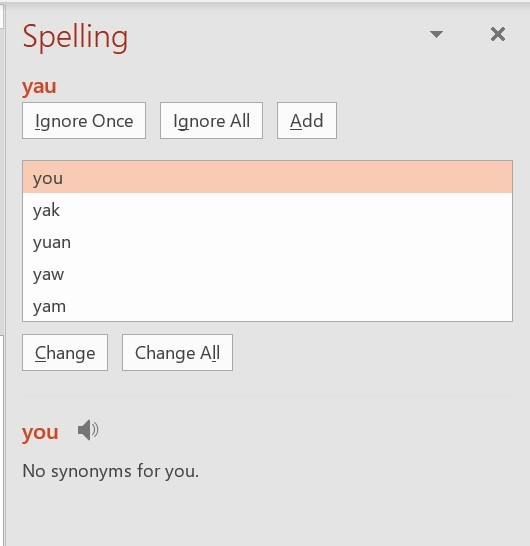 Spelling
yau
Ignore Once Ignore All Add
you
yak
yuan
yaw
yam
Change Change All
you
No synonyms for you.